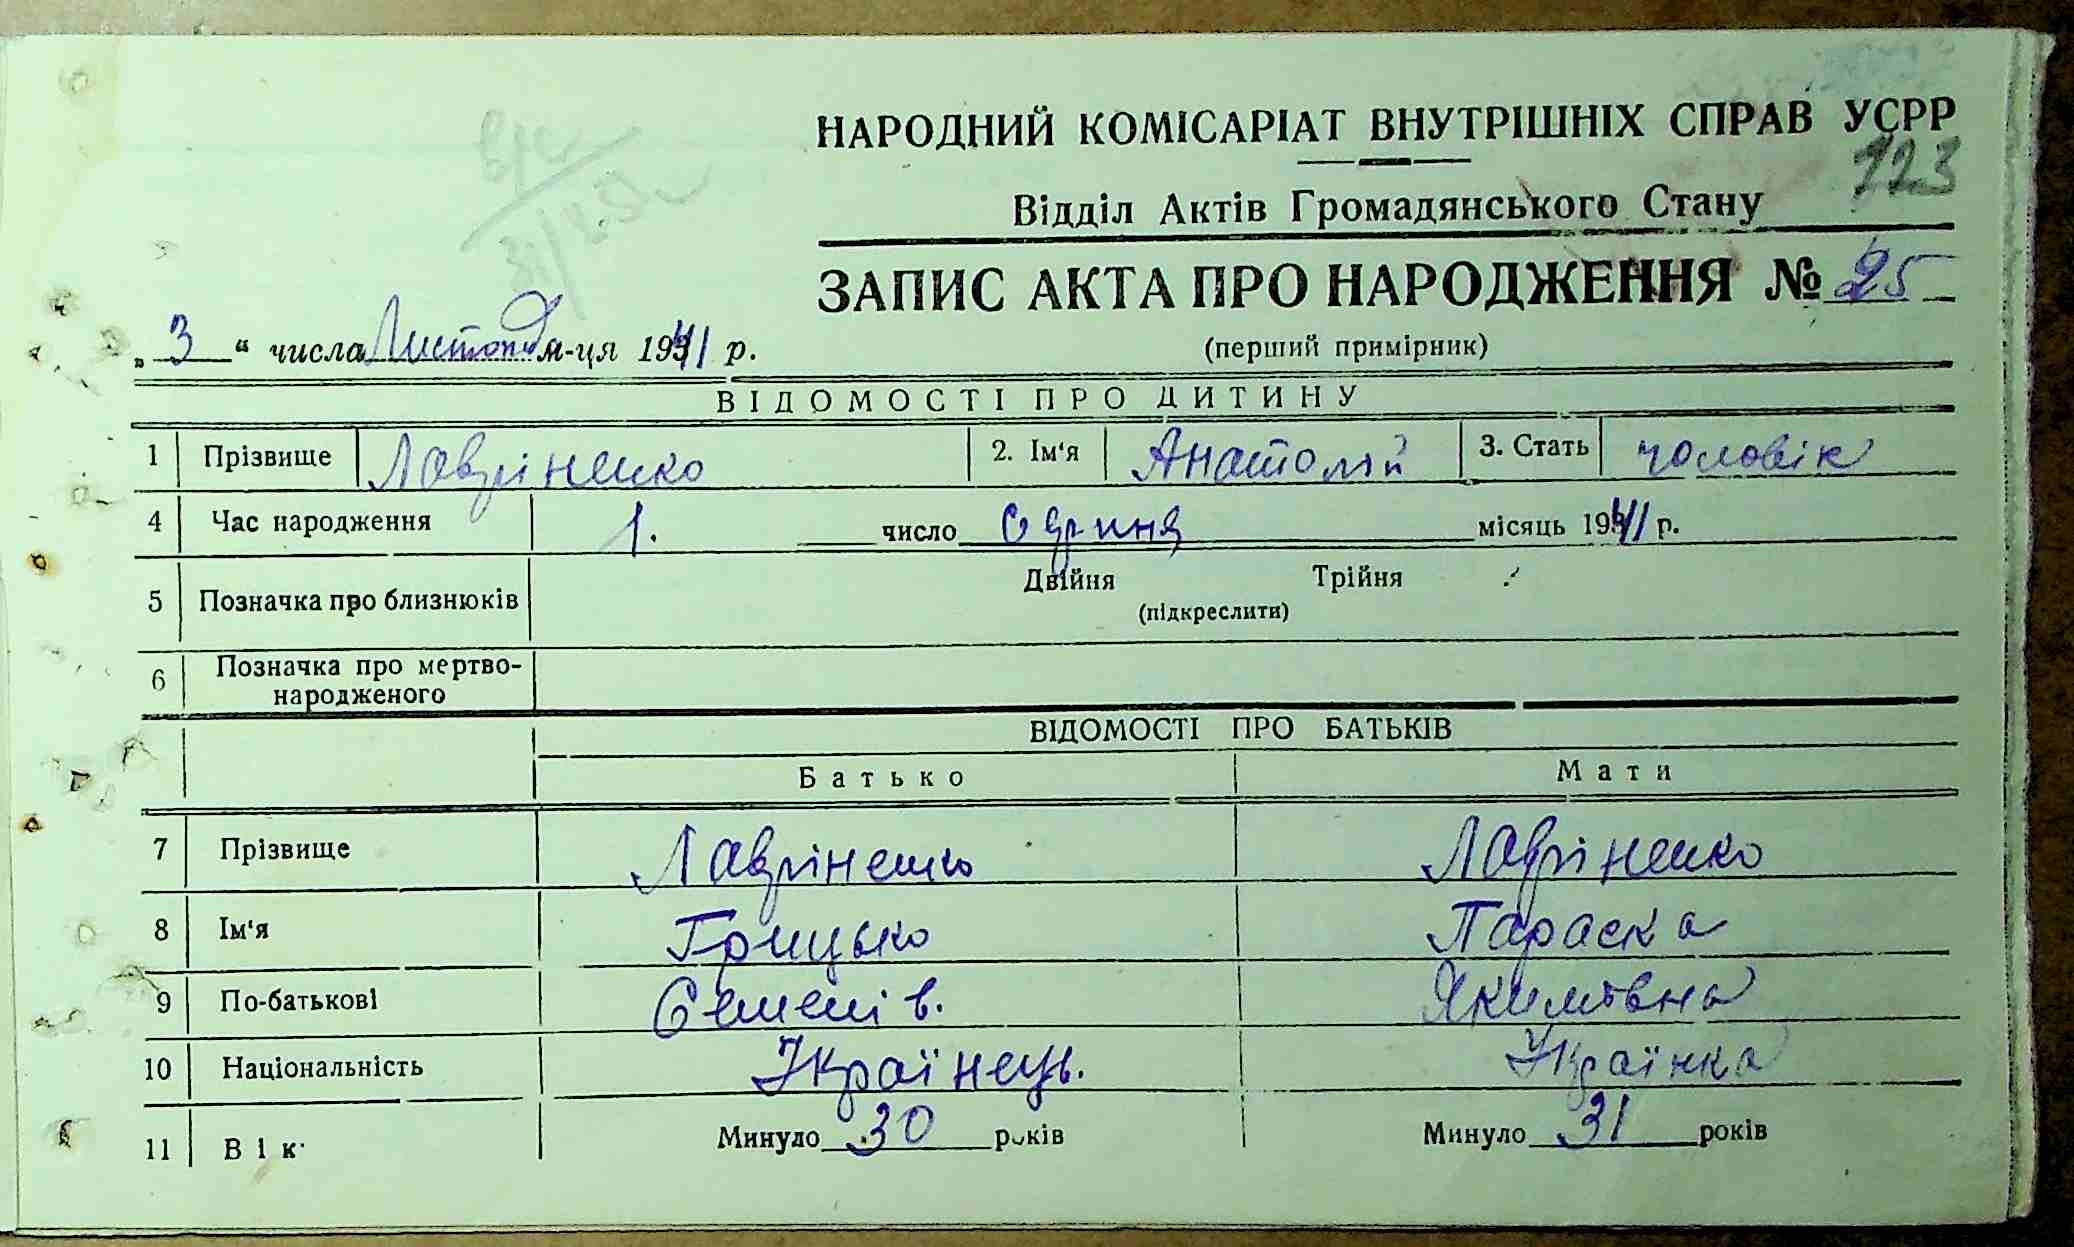 НАРОДНИЙ КОМІСАРІАТ ВНУТРІШНІХ СПРАВ УСРР
123
Відділ Актів Громадянського Стану
ЗАПИС АКТА ПРО НАРОДЖЕННЯ № 25
„ 3 “ числа Листопад м-ця 1941 р.
(перший примірник)
ВІДОМОСТІ ПРО ДИТИНУ
1 Прізвище Лавріненко 2. Ім'я Анатолій 3. Стать чоловік
4 Час народження 1. число Серпня місяць 1941 р.
5 Позначка про близнюків Двійня Трійня
(підкреслити)
6 Позначка про мертво-
народженого
ВІДОМОСТІ ПРО БАТЬКІВ
Батько Мати
7 Прізвище Лавріненко Лавріненко
8 Ім'я Грицько Параска
9 По-батькові Семенів. Якимівна
10 Національність Українець. Українка
11 Вік Минуло 30 років Минуло 31 років